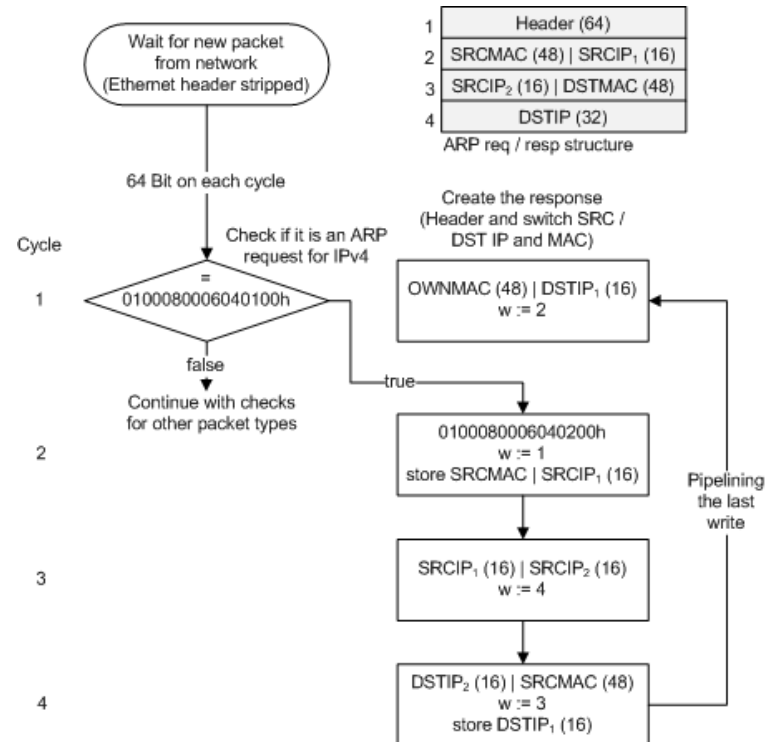 Wait for new packet
from network
(Ethernet header stripped)
1 Header (64)
2 SRCMAC (48) | SRCIP₁ (16)
3 SRCIP₂ (16) | DSTMAC (48)
4 DSTIP (32)
ARP req / resp structure
64 Bit on each cycle
Create the response
(Header and switch SRC /
DST IP and MAC)
Cycle
Check if it is an ARP
request for IPv4
1
=
0100080006040100h
OWNMAC (48) | DSTIP₁ (16)
w := 2
false
true
Continue with checks
for other packet types
2
0100080006040200h
w := 1
store SRCMAC | SRCIP₁ (16)
Pipelining
the last
write
3
SRCIP₁ (16) | SRCIP₂ (16)
w := 4
4
DSTIP₂ (16) | SRCMAC (48)
w := 3
store DSTIP₁ (16)